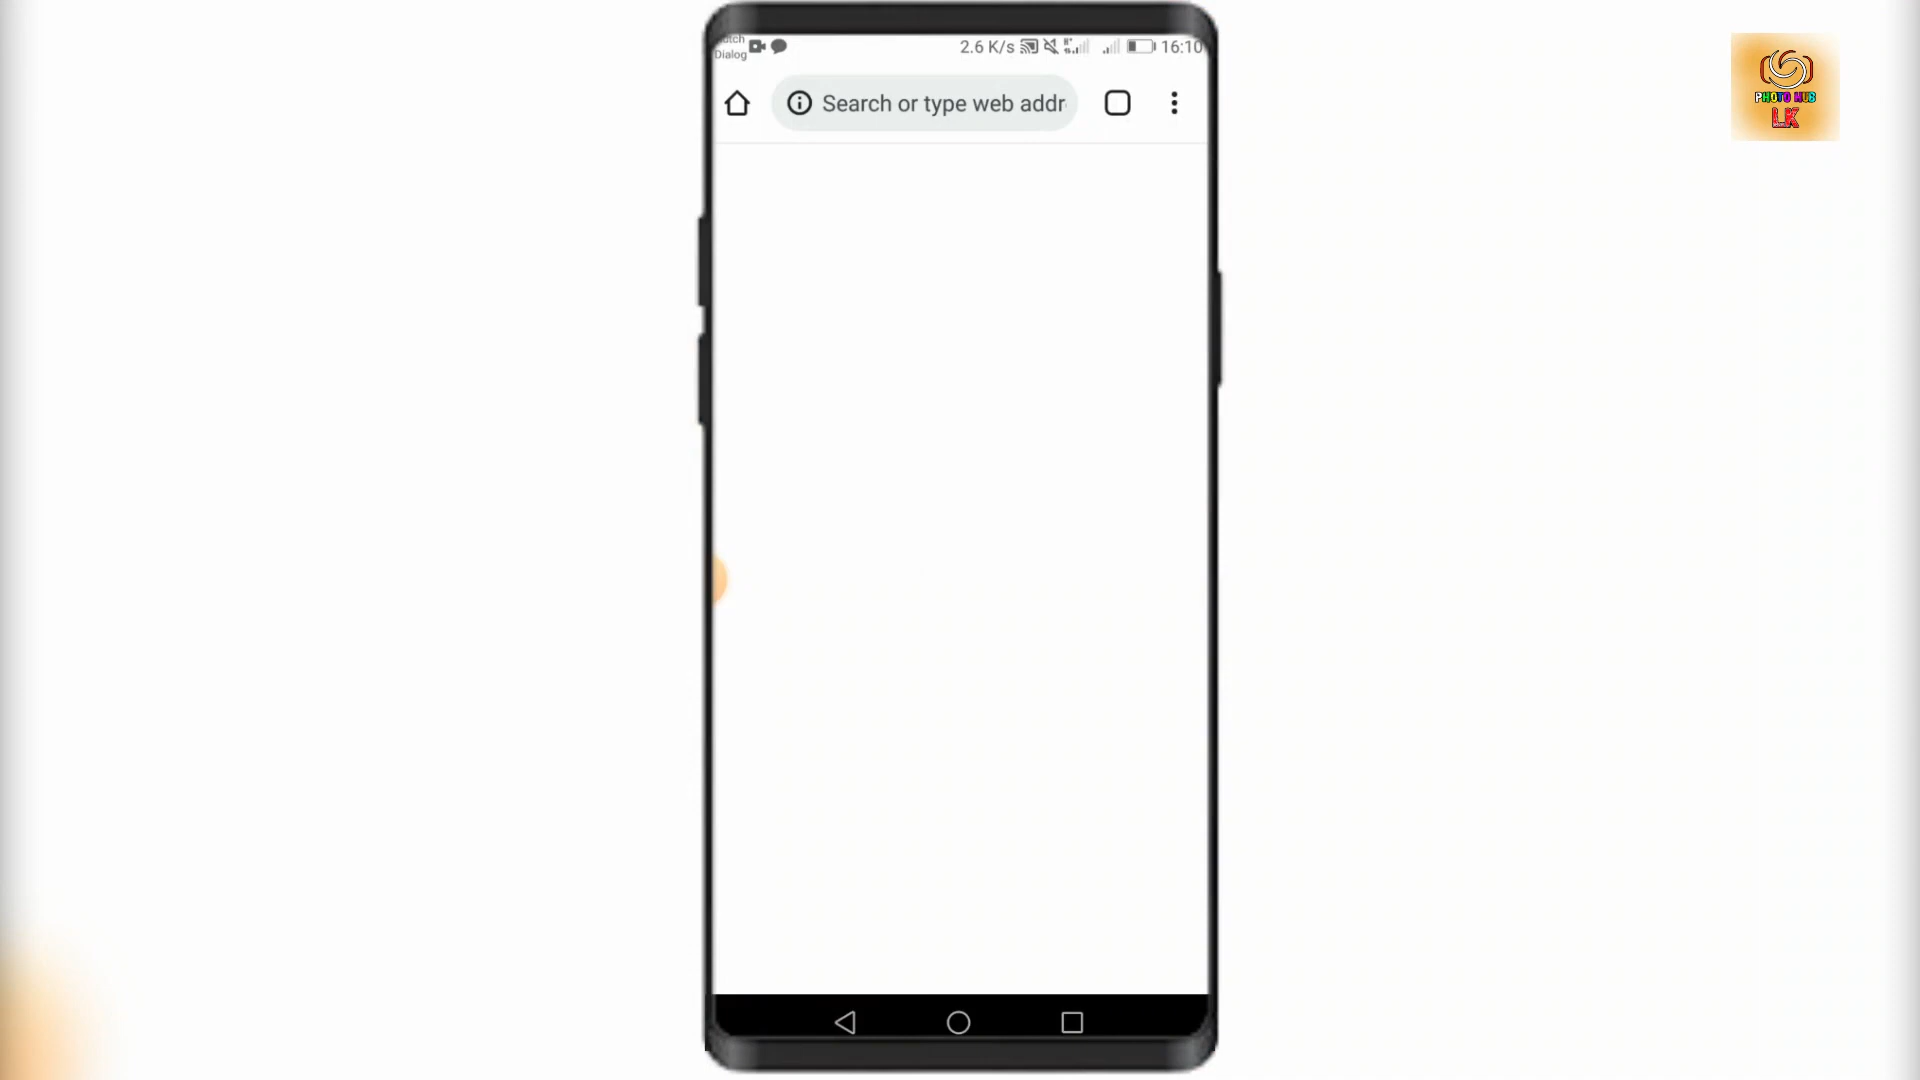 Dialog
2.6 K/s
16:10
Search or type web addr
PHOTO HUB
LK